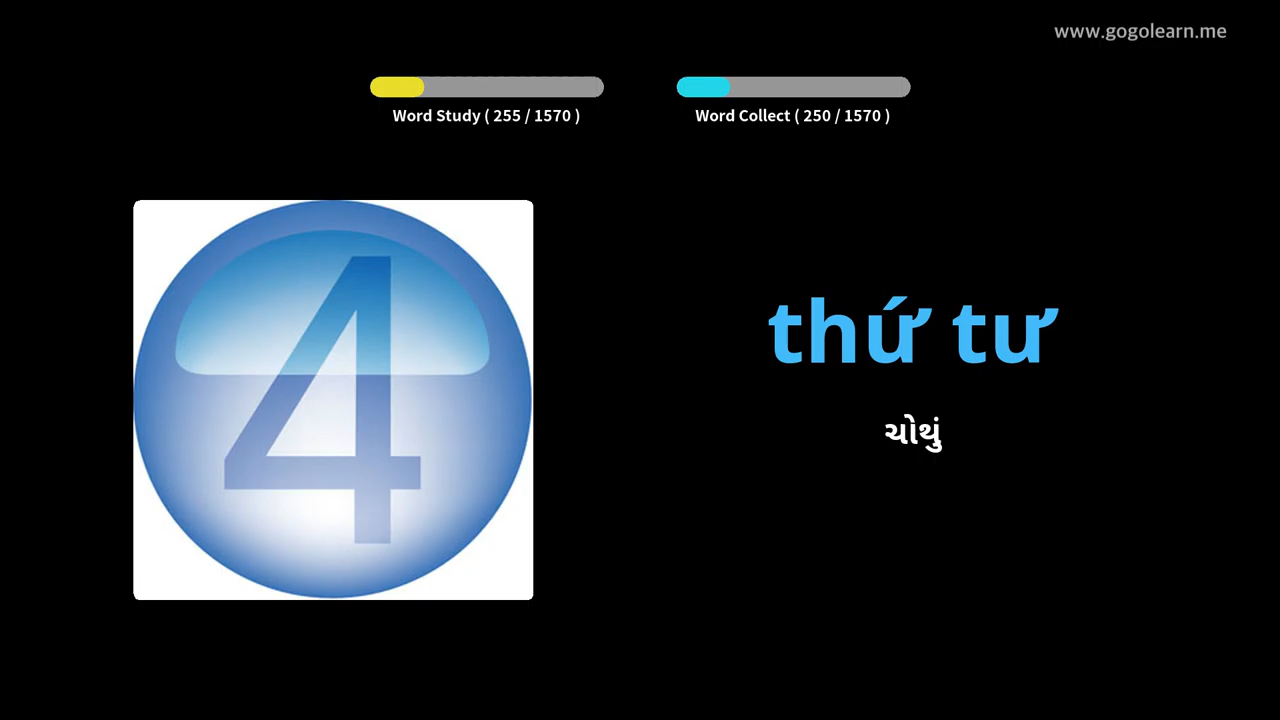 www.gogolearn.me
Word Study ( 255 / 1570 )
Word Collect ( 250 / 1570 )
4
thứ tư
ચોથું